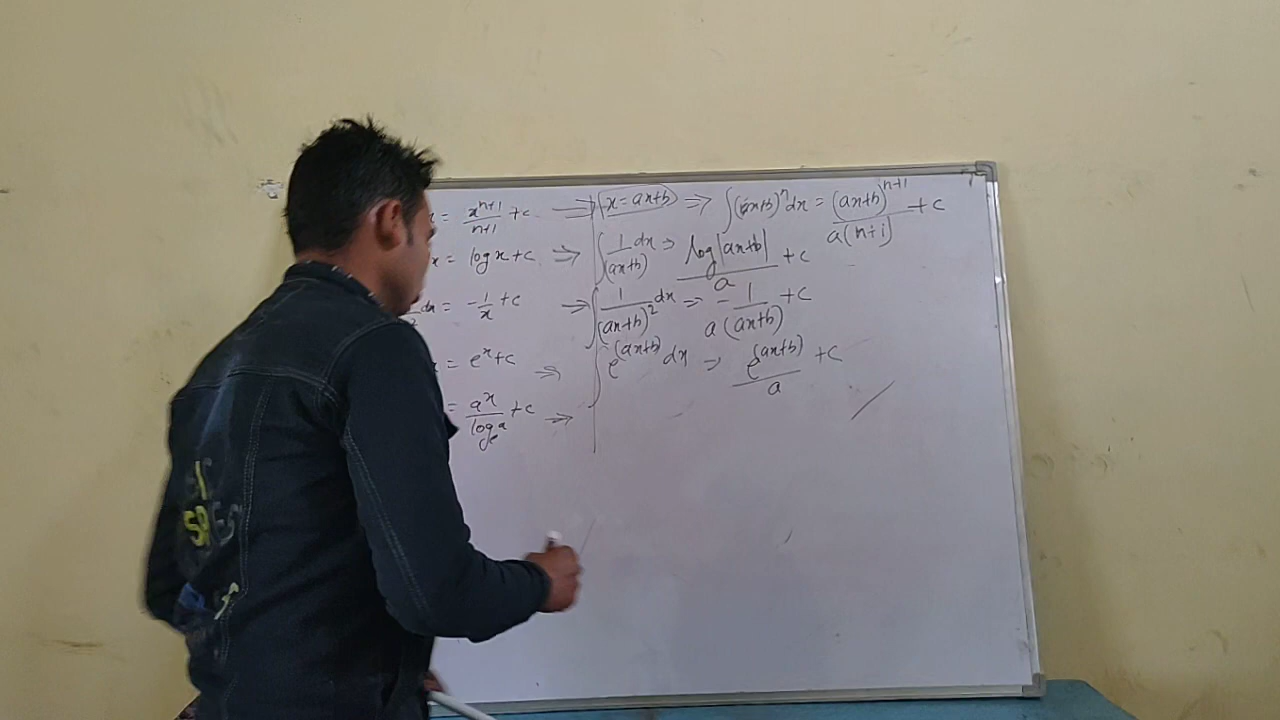 = x^{n+1}/(n+1) + c ⇒ (x = ax+b) ⇒ ∫(ax+b)^n dx = (ax+b)^{n+1}/a(n+1) + c
x = log x + c ⇒ ∫ 1/(ax+b) dx ⇒ log|ax+b|/a + c
dx = -1/x + c ⇒ ∫ 1/(ax+b)^2 dx ⇒ -1/a(ax+b) + c
= e^x + c ⇒ ∫ e^{(ax+b)} dx ⇒ e^{(ax+b)}/a + c
= a^x/log_e a + c ⇒